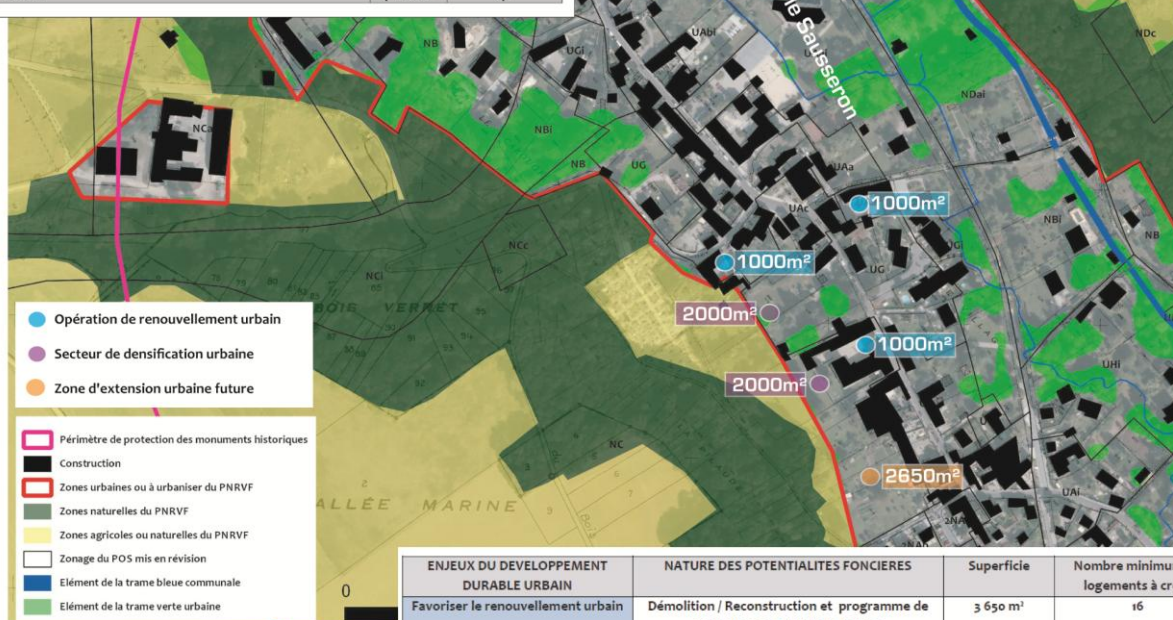 NB
UGi
UAbi
le Sausseron
NDc
NDai
NCa
NBi
NB
UG
UAa
UAc
1000m²
NBi
NB
UGi
NCc
NCi
1000m²
UG
BOIE VERRET
2000m²
1000m²
2000m²
UHi
NC
2650m²
UAi
ALLÉE MARINE
Opération de renouvellement urbain
Secteur de densification urbaine
Zone d'extension urbaine future
Périmètre de protection des monuments historiques
Construction
Zones urbaines ou à urbaniser du PNRVF
Zones naturelles du PNRVF
Zones agricoles ou naturelles du PNRVF
Zonage du POS mis en révision
Elément de la trame bleue communale
Elément de la trame verte urbaine
0
ENJEUX DU DEVELOPPEMENT DURABLE URBAIN
NATURE DES POTENTIALITES FONCIERES
Superficie
Nombre minimu
logements à cr
Favoriser le renouvellement urbain
Démolition / Reconstruction et programme de
3 650 m²
16